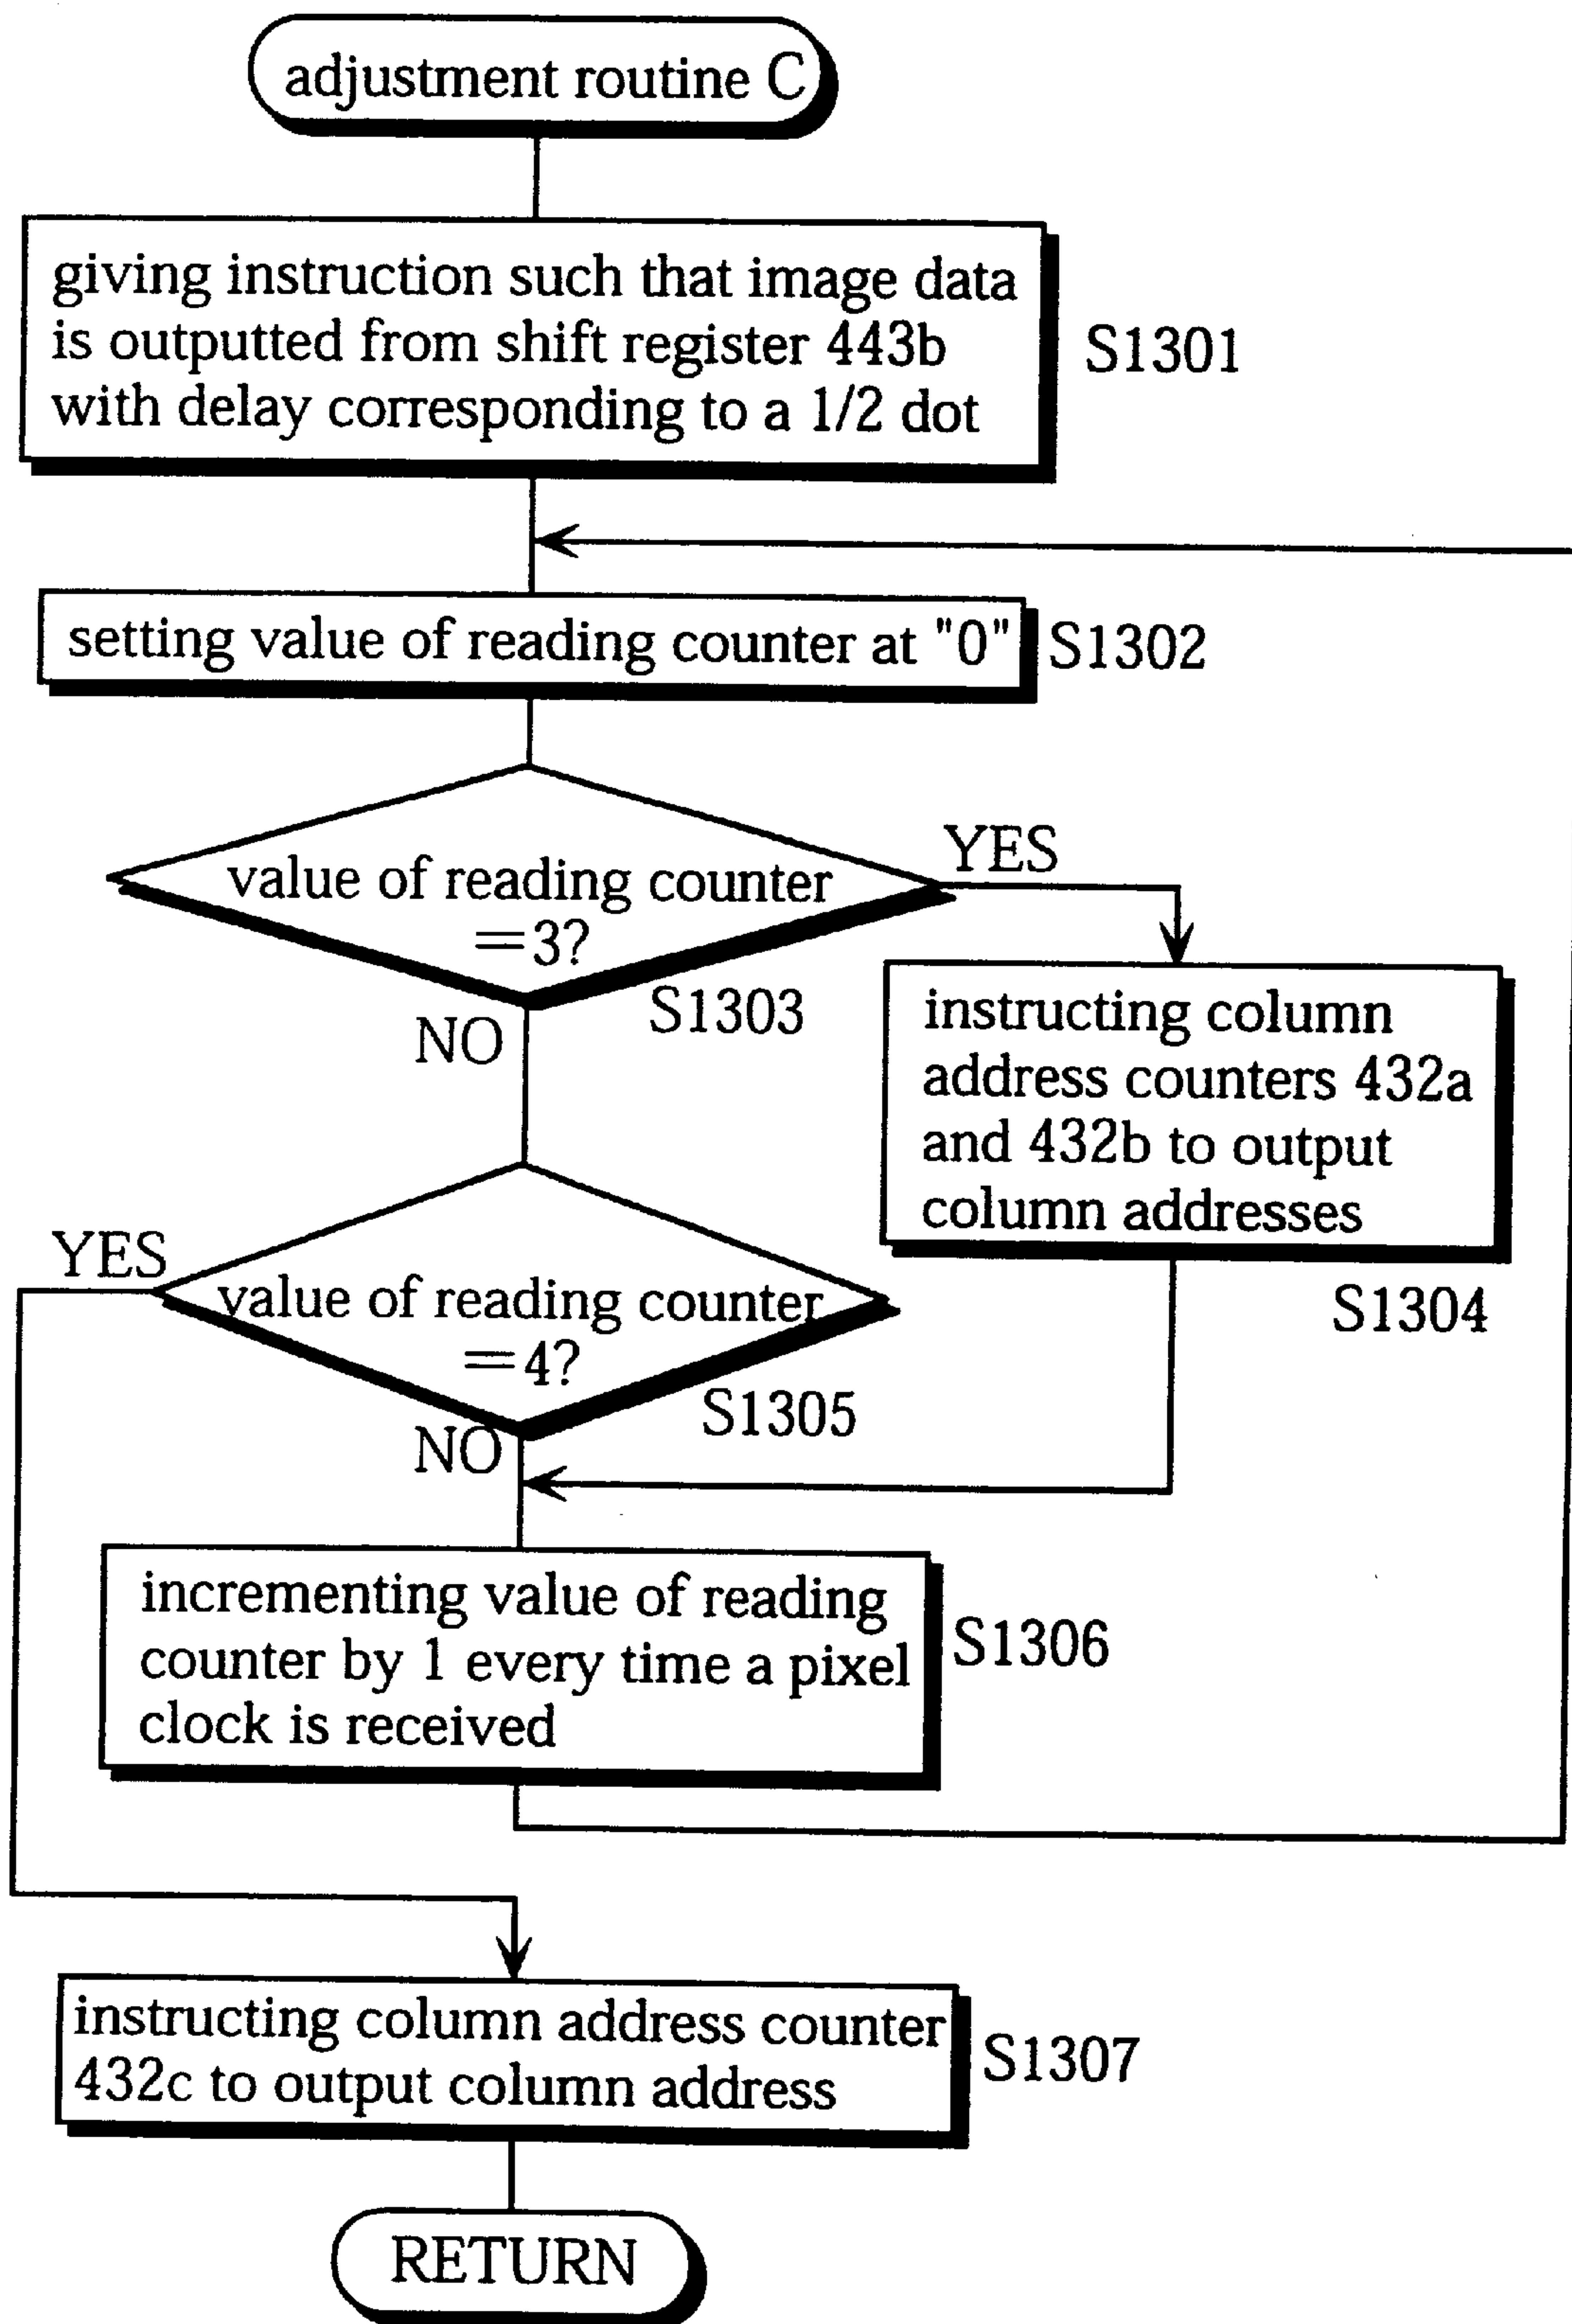 adjustment routine C
giving instruction such that image data
is outputted from shift register 443b
with delay corresponding to a 1/2 dot
S1301
setting value of reading counter at "0"
S1302
value of reading counter
=3?
YES
S1303
NO
instructing column
address counters 432a
and 432b to output
column addresses
S1304
YES
value of reading counter
=4?
S1305
NO
incrementing value of reading
counter by 1 every time a pixel
clock is received
S1306
instructing column address counter
432c to output column address
S1307
RETURN